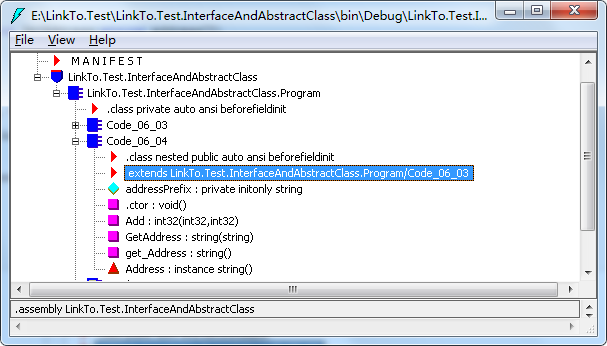 E:\LinkTo.Test\LinkTo.Test.InterfaceAndAbstractClass\bin\Debug\LinkTo.Test.I...
File View Help
M A N I F E S T
LinkTo.Test.InterfaceAndAbstractClass
LinkTo.Test.InterfaceAndAbstractClass.Program
.class private auto ansi beforefieldinit
Code_06_03
Code_06_04
.class nested public auto ansi beforefieldinit
extends LinkTo.Test.InterfaceAndAbstractClass.Program/Code_06_03
addressPrefix : private initonly string
.ctor : void()
Add : int32(int32,int32)
GetAddress : string(string)
get_Address : string()
Address : instance string()
.assembly LinkTo.Test.InterfaceAndAbstractClass